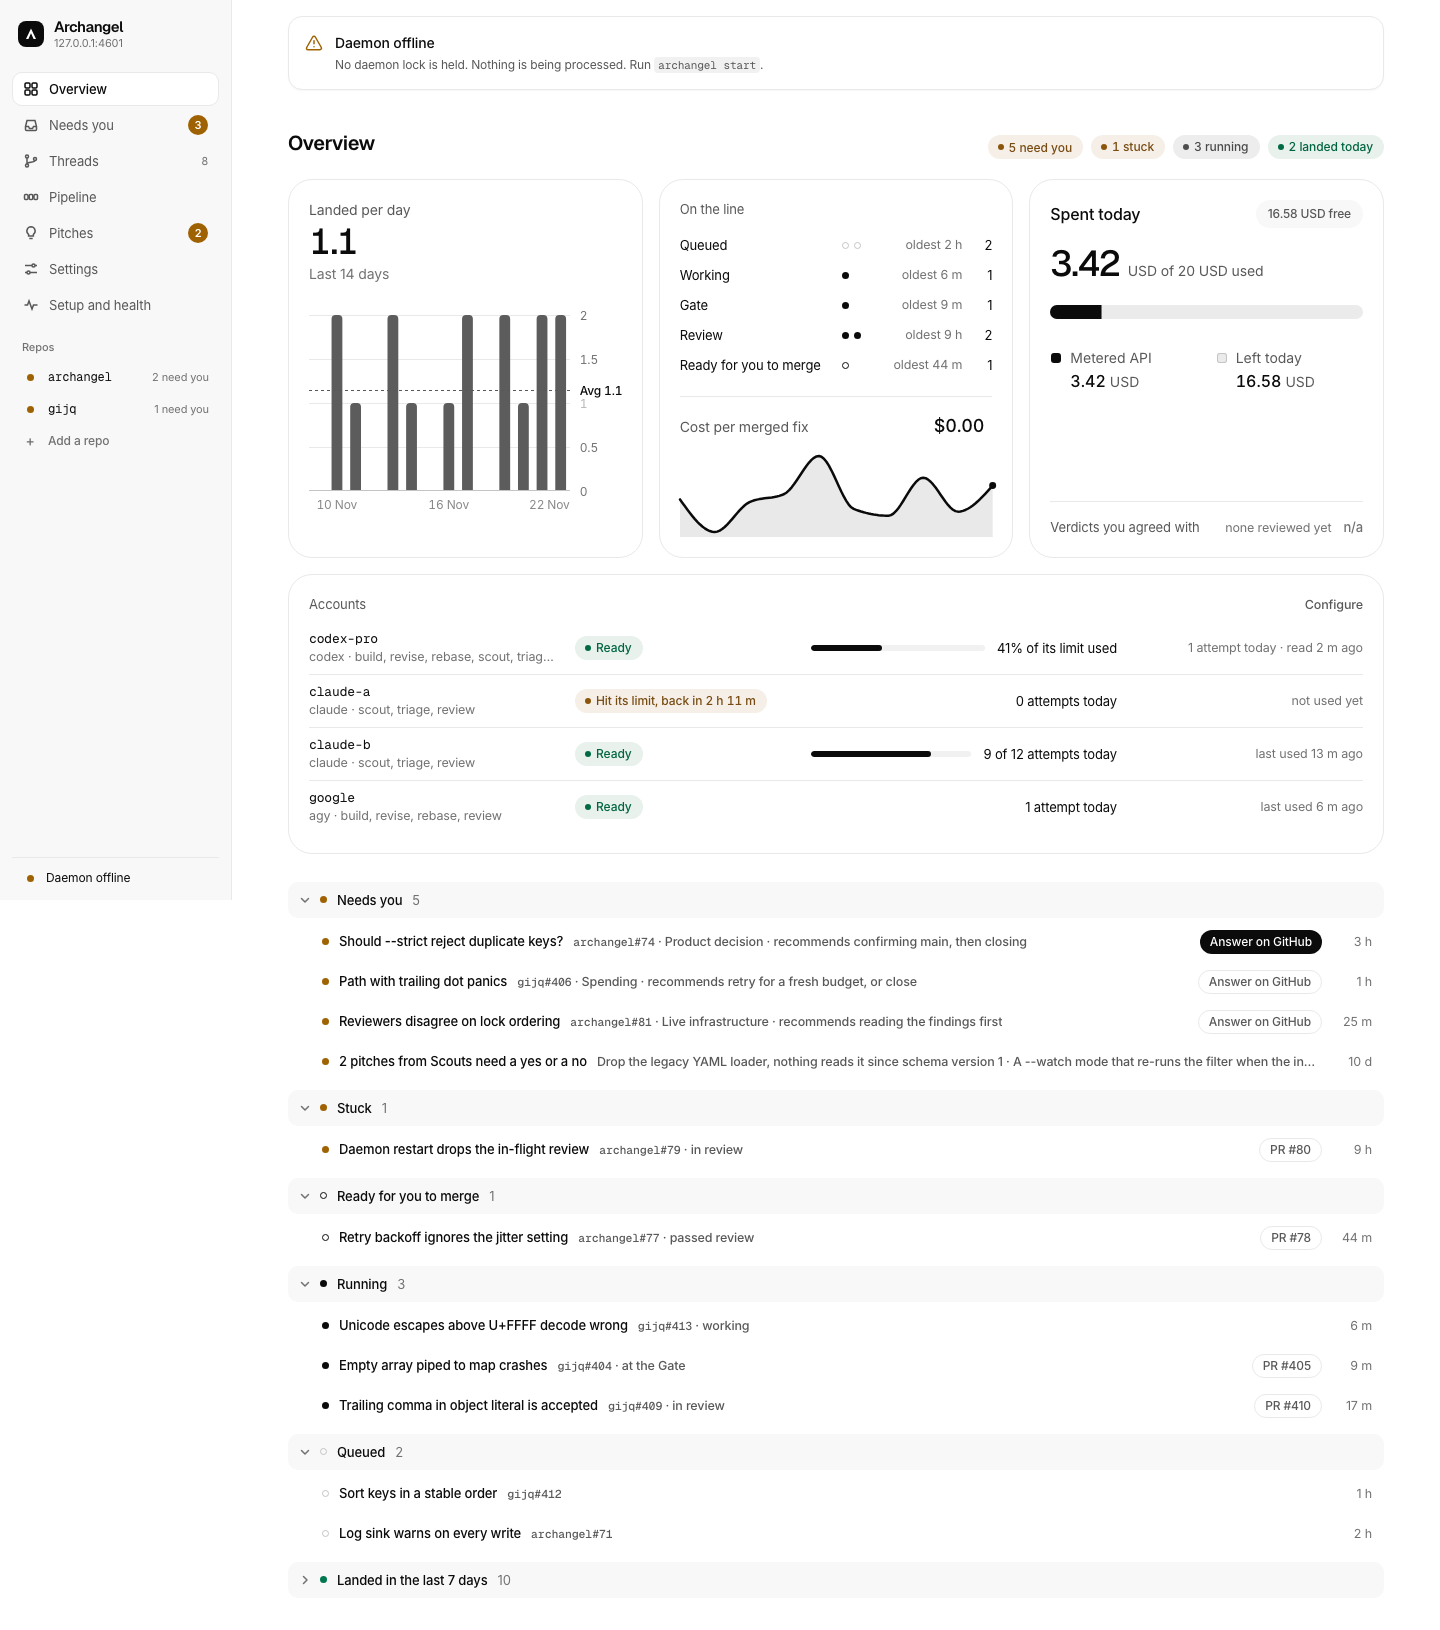 Archangel
127.0.0.1:4601
Overview
Needs you 3
Threads 8
Pipeline
Pitches 2
Settings
Setup and health
Repos
archangel 2 need you
gijq 1 need you
+ Add a repo
Daemon offline
Daemon offline
No daemon lock is held. Nothing is being processed. Run archangel start.
Overview
5 need you 1 stuck 3 running 2 landed today
Landed per day
1.1
Last 14 days
2
1.5
Avg 1.1
1
0.5
0
10 Nov 16 Nov 22 Nov
On the line
Queued oldest 2 h 2
Working oldest 6 m 1
Gate oldest 9 m 1
Review oldest 9 h 2
Ready for you to merge oldest 44 m 1
Cost per merged fix $0.00
Spent today 16.58 USD free
3.42 USD of 20 USD used
Metered API Left today
3.42 USD 16.58 USD
Verdicts you agreed with none reviewed yet n/a
Accounts Configure
codex-pro
codex · build, revise, rebase, scout, triag...
Ready 41% of its limit used 1 attempt today · read 2 m ago
claude-a
claude · scout, triage, review
Hit its limit, back in 2 h 11 m 0 attempts today not used yet
claude-b
claude · scout, triage, review
Ready 9 of 12 attempts today last used 13 m ago
google
agy · build, revise, rebase, review
Ready 1 attempt today last used 6 m ago
Needs you 5
Should --strict reject duplicate keys? archangel#74 · Product decision · recommends confirming main, then closing Answer on GitHub 3 h
Path with trailing dot panics gijq#406 · Spending · recommends retry for a fresh budget, or close Answer on GitHub 1 h
Reviewers disagree on lock ordering archangel#81 · Live infrastructure · recommends reading the findings first Answer on GitHub 25 m
2 pitches from Scouts need a yes or a no Drop the legacy YAML loader, nothing reads it since schema version 1 · A --watch mode that re-runs the filter when the in... 10 d
Stuck 1
Daemon restart drops the in-flight review archangel#79 · in review PR #80 9 h
Ready for you to merge 1
Retry backoff ignores the jitter setting archangel#77 · passed review PR #78 44 m
Running 3
Unicode escapes above U+FFFF decode wrong gijq#413 · working 6 m
Empty array piped to map crashes gijq#404 · at the Gate PR #405 9 m
Trailing comma in object literal is accepted gijq#409 · in review PR #410 17 m
Queued 2
Sort keys in a stable order gijq#412 1 h
Log sink warns on every write archangel#71 2 h
Landed in the last 7 days 10